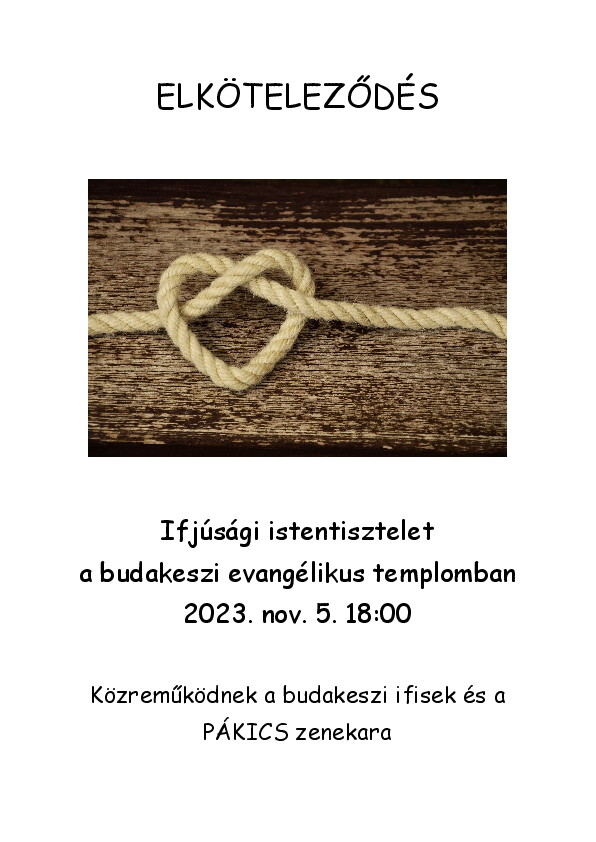 ELKÖTELEZŐDÉS
Ifjúsági istentisztelet
a budakeszi evangélikus templomban
2023. nov. 5. 18:00
Közreműködnek a budakeszi ifisek és a
PÁKICS zenekara